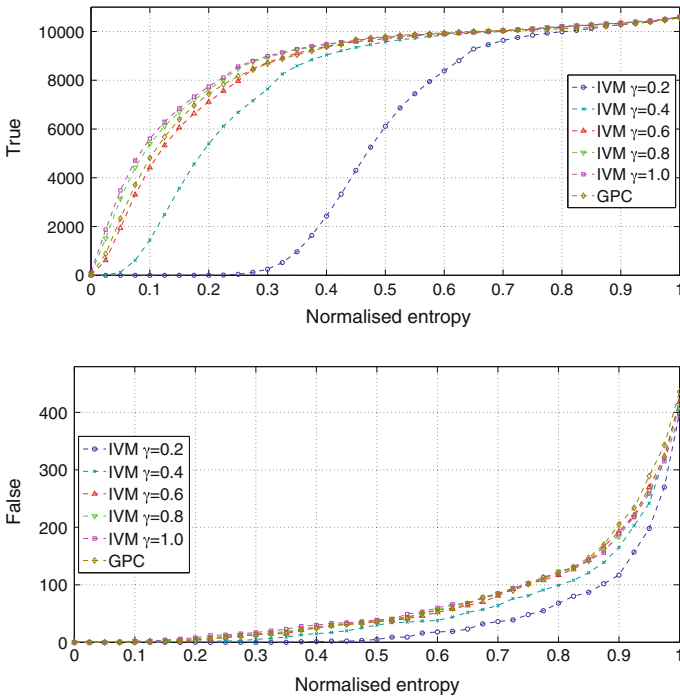 10000
8000
6000
4000
2000
0
True
IVM γ=0.2
IVM γ=0.4
IVM γ=0.6
IVM γ=0.8
IVM γ=1.0
GPC
0 0.1 0.2 0.3 0.4 0.5 0.6 0.7 0.8 0.9 1
Normalised entropy
400
300
200
100
0
False
IVM γ=0.2
IVM γ=0.4
IVM γ=0.6
IVM γ=0.8
IVM γ=1.0
GPC
0 0.1 0.2 0.3 0.4 0.5 0.6 0.7 0.8 0.9 1
Normalised entropy